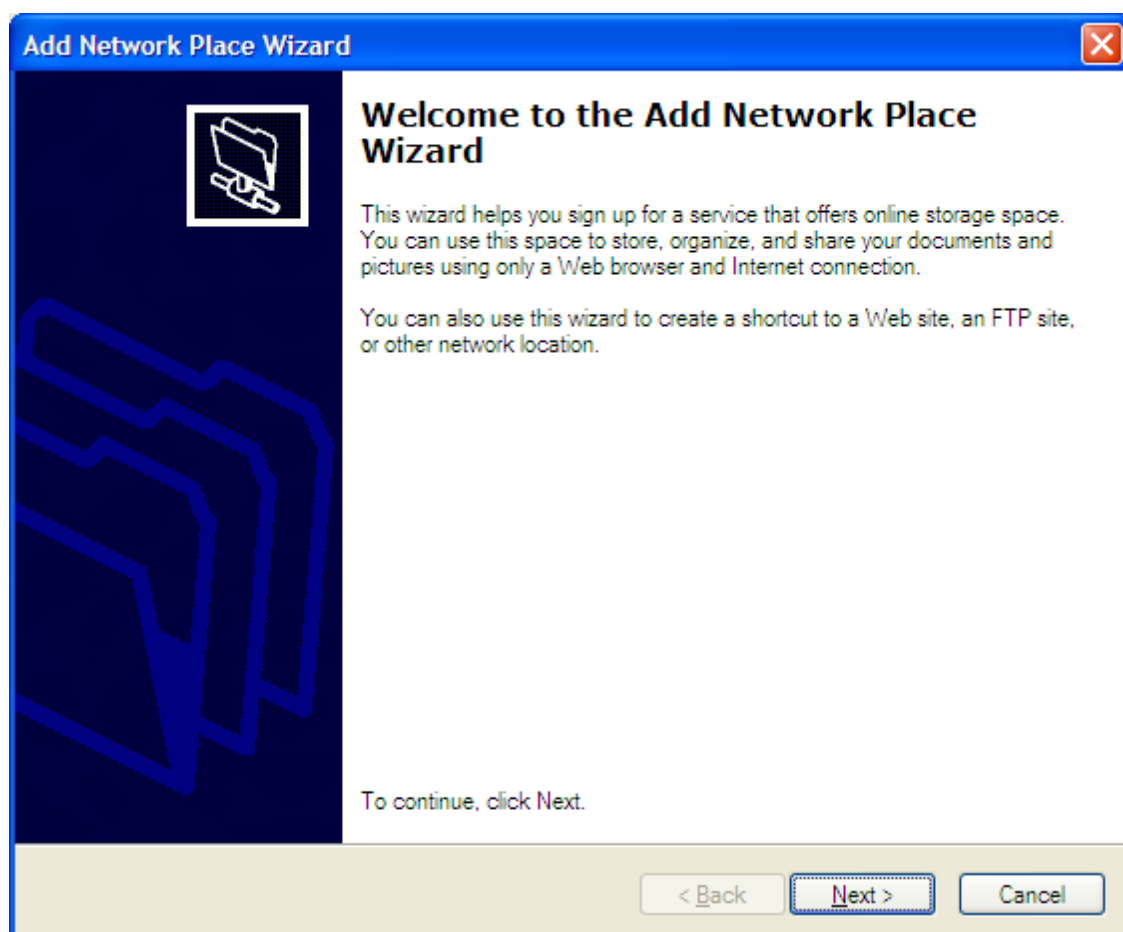 Add Network Place Wizard
Welcome to the Add Network Place
Wizard
This wizard helps you sign up for a service that offers online storage space.
You can use this space to store, organize, and share your documents and
pictures using only a Web browser and Internet connection.
You can also use this wizard to create a shortcut to a Web site, an FTP site,
or other network location.
To continue, click Next.
< Back Next > Cancel